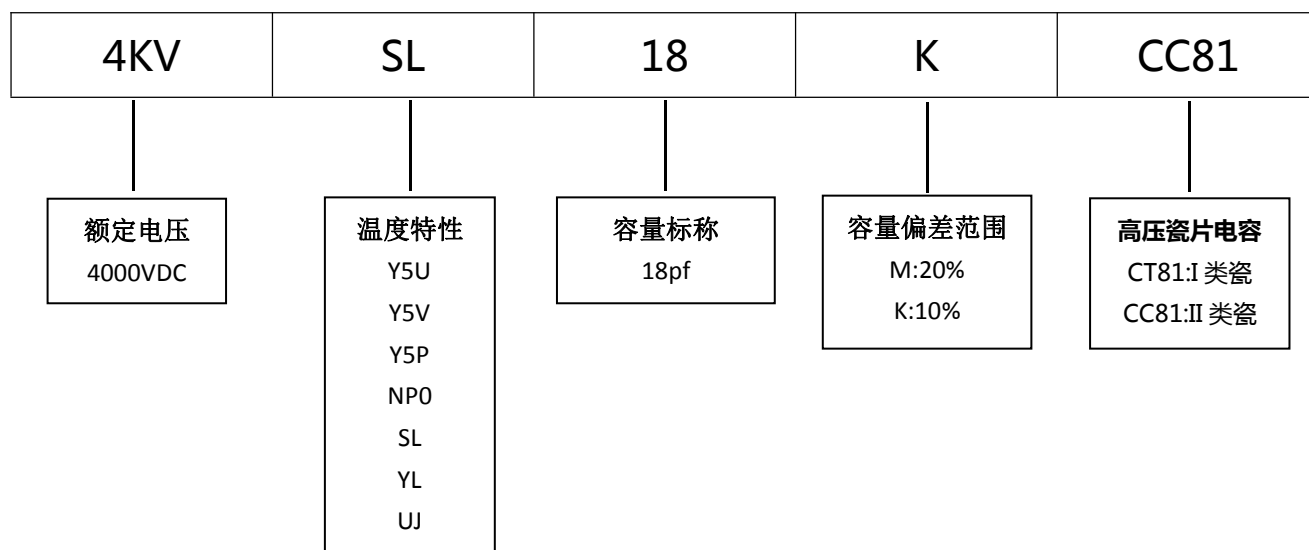 4KV SL 18 K CC81
额定电压
4000VDC
温度特性
Y5U
Y5V
Y5P
NP0
SL
YL
UJ
容量标称
18pf
容量偏差范围
M:20%
K:10%
高压瓷片电容
CT81:I 类瓷
CC81:II 类瓷